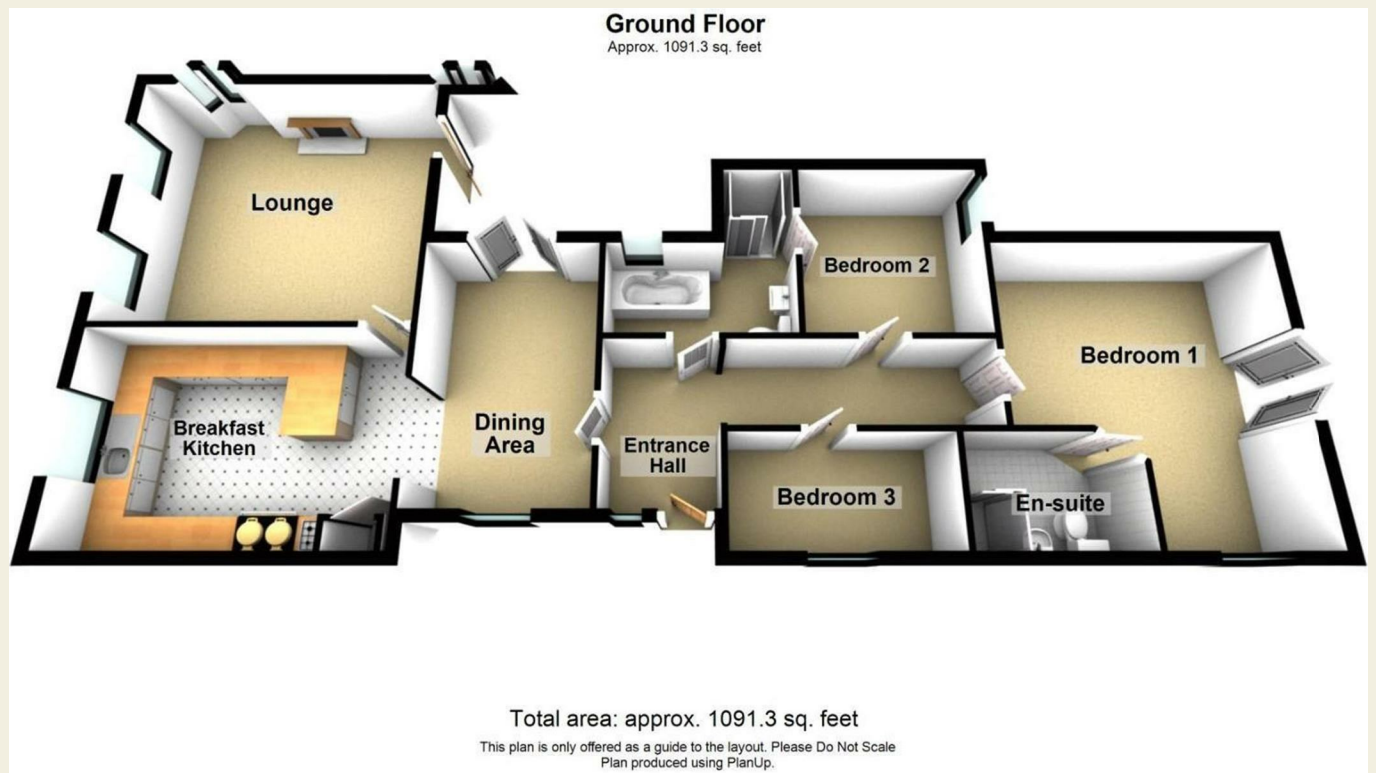 Ground Floor
Approx. 1091.3 sq. feet
Lounge
Bedroom 2
Bedroom 1
Breakfast
Kitchen
Dining
Area
Entrance
Hall
Bedroom 3
En-suite
Total area: approx. 1091.3 sq. feet
This plan is only offered as a guide to the layout. Please Do Not Scale
Plan produced using PlanUp.